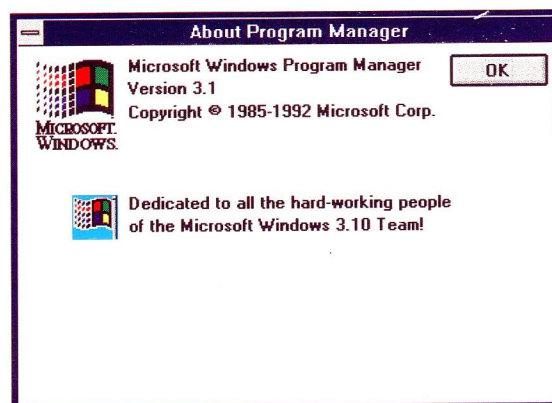 About Program Manager
Microsoft Windows Program Manager
Version 3.1
Copyright © 1985-1992 Microsoft Corp.
OK
MICROSOFT.
WINDOWS.
Dedicated to all the hard-working people
of the Microsoft Windows 3.10 Team!